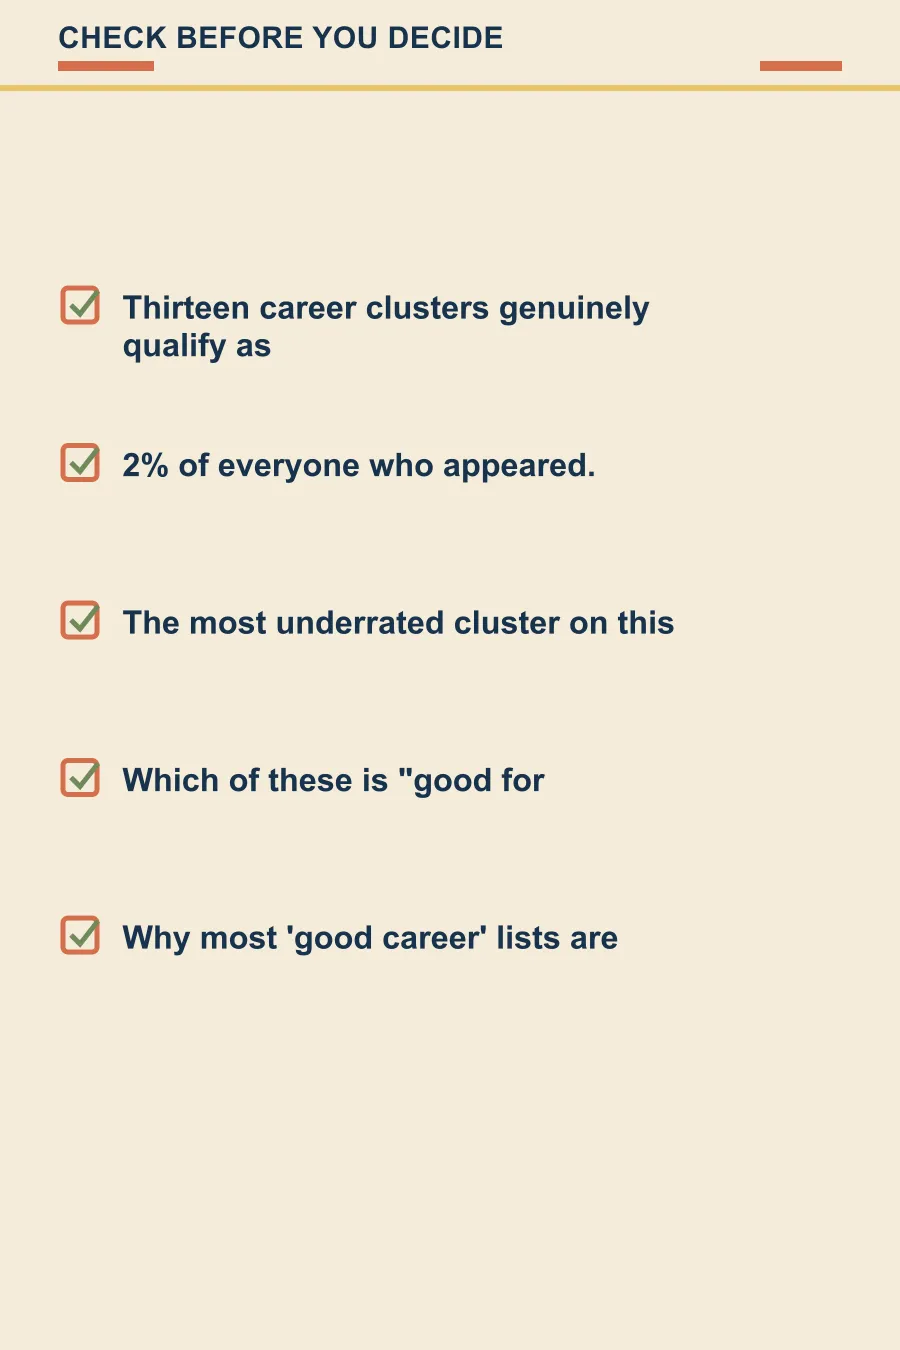 CHECK BEFORE YOU DECIDE
Thirteen career clusters genuinely
qualify as
2% of everyone who appeared.
The most underrated cluster on this
Which of these is "good for
Why most 'good career' lists are